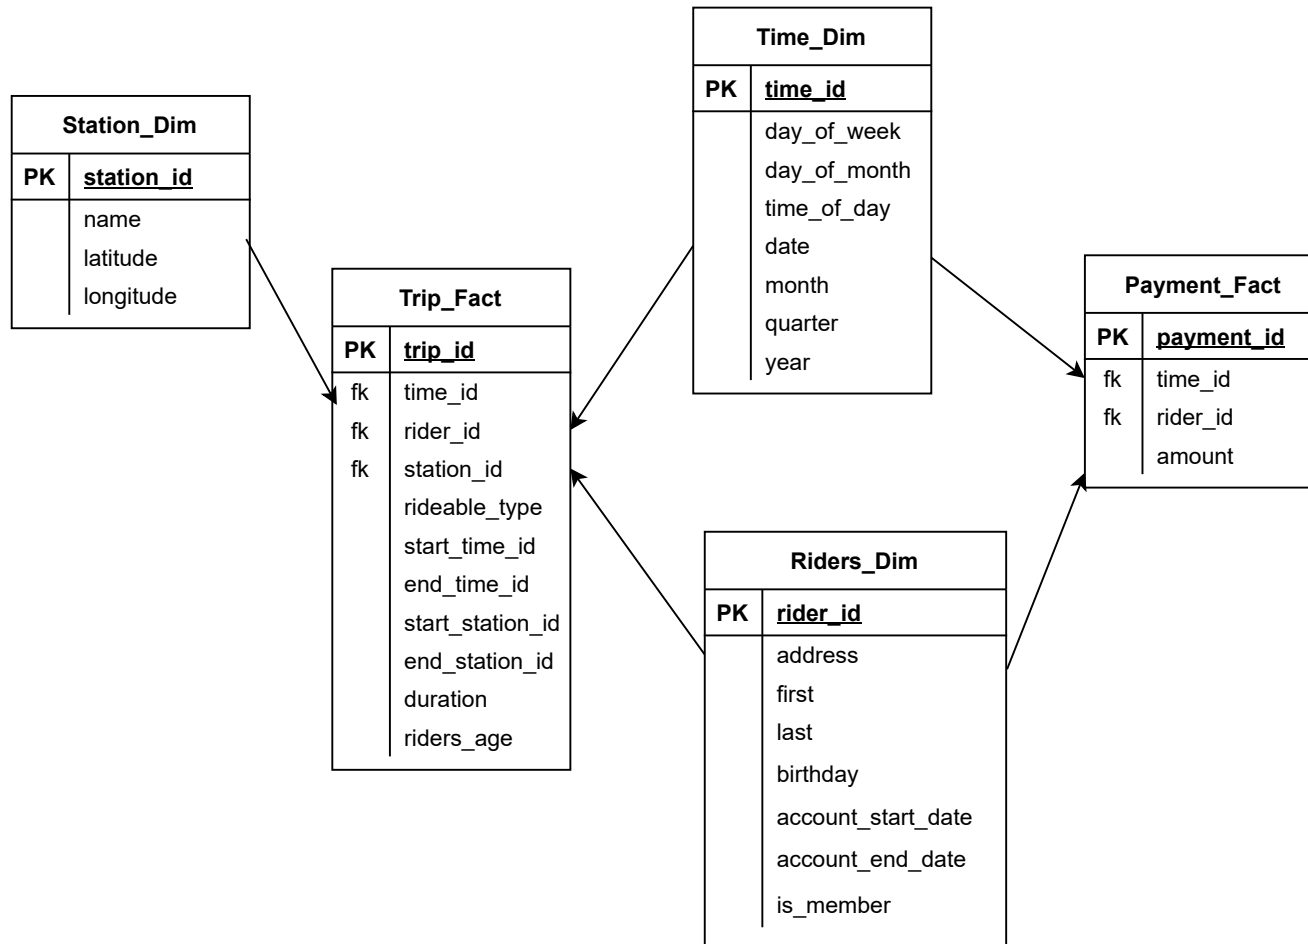 Station_Dim
PK station_id
name
latitude
longitude
Trip_Fact
PK trip_id
fk time_id
fk rider_id
fk station_id
rideable_type
start_time_id
end_time_id
start_station_id
end_station_id
duration
riders_age
Time_Dim
PK time_id
day_of_week
day_of_month
time_of_day
date
month
quarter
year
Riders_Dim
PK rider_id
address
first
last
birthday
account_start_date
account_end_date
is_member
Payment_Fact
PK payment_id
fk time_id
fk rider_id
amount